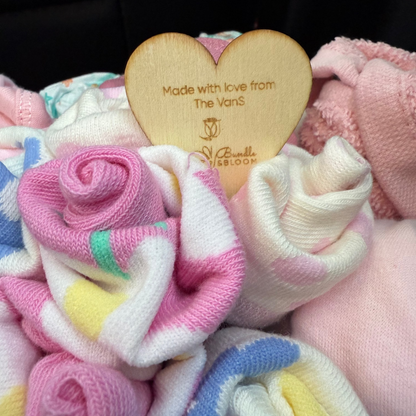 Made with love from
The VanS
Bundle
&BLOOM